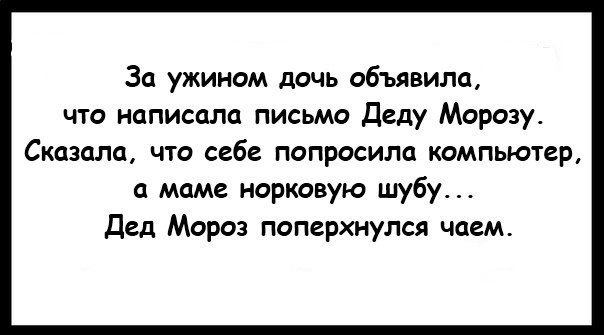 За ужином дочь объявила,
что написала письмо Деду Морозу.
Сказала, что себе попросила компьютер,
а маме норковую шубу...
Дед Мороз поперхнулся чаем.